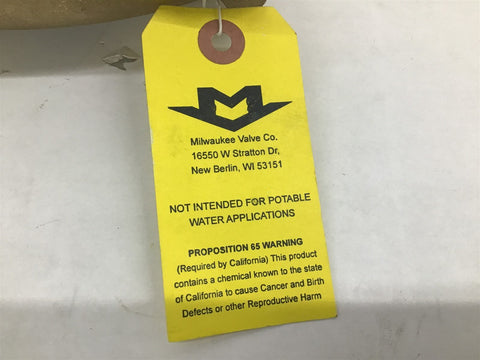 Milwaukee Valve Co.
16550 W Stratton Dr,
New Berlin, WI 53151
NOT INTENDED FOR POTABLE
WATER APPLICATIONS
PROPOSITION 65 WARNING
(Required by California) This product
contains a chemical known to the state
of California to cause Cancer and Birth
Defects or other Reproductive Harm